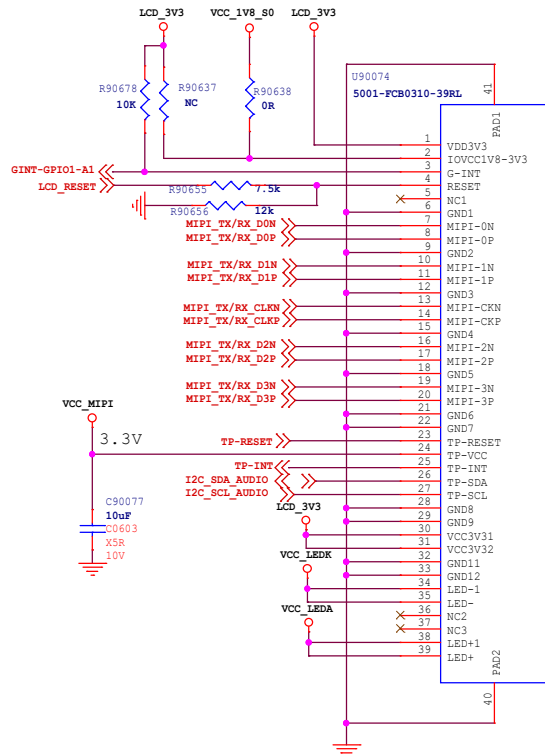 LCD_3V3 VCC_1V8_S0 LCD_3V3
U90074
5001-FCB0310-39RL
41
PAD1
R90678 R90637 R90638
10K NC 0R
1 VDD3V3
2 IOVCC1V8-3V3
GINT-GPIO1-A1 3 G-INT
LCD_RESET 4 RESET
R90655 7.5k
5 NC1
R90656 12k
6 GND1
MIPI_TX/RX_D0N 7 MIPI-0N
MIPI_TX/RX_D0P 8 MIPI-0P
9 GND2
MIPI_TX/RX_D1N 10 MIPI-1N
MIPI_TX/RX_D1P 11 MIPI-1P
12 GND3
MIPI_TX/RX_CLKN 13 MIPI-CKN
MIPI_TX/RX_CLKP 14 MIPI-CKP
15 GND4
MIPI_TX/RX_D2N 16 MIPI-2N
MIPI_TX/RX_D2P 17 MIPI-2P
18 GND5
MIPI_TX/RX_D3N 19 MIPI-3N
MIPI_TX/RX_D3P 20 MIPI-3P
21 GND6
VCC_MIPI
22 GND7
3.3V
TP-RESET 23 TP-RESET
24 TP-VCC
TP-INT 25 TP-INT
I2C_SDA_AUDIO 26 TP-SDA
I2C_SCL_AUDIO 27 TP-SCL
C90077
10uF
C0603
X5R
10V
28 GND8
LCD_3V3
29 GND9
30 VCC3V31
31 VCC3V32
VCC_LEDK
32 GND11
33 GND12
34 LED-1
35 LED-
36 NC2
VCC_LEDA
37 NC3
38 LED+1
39 LED+
PAD2
40